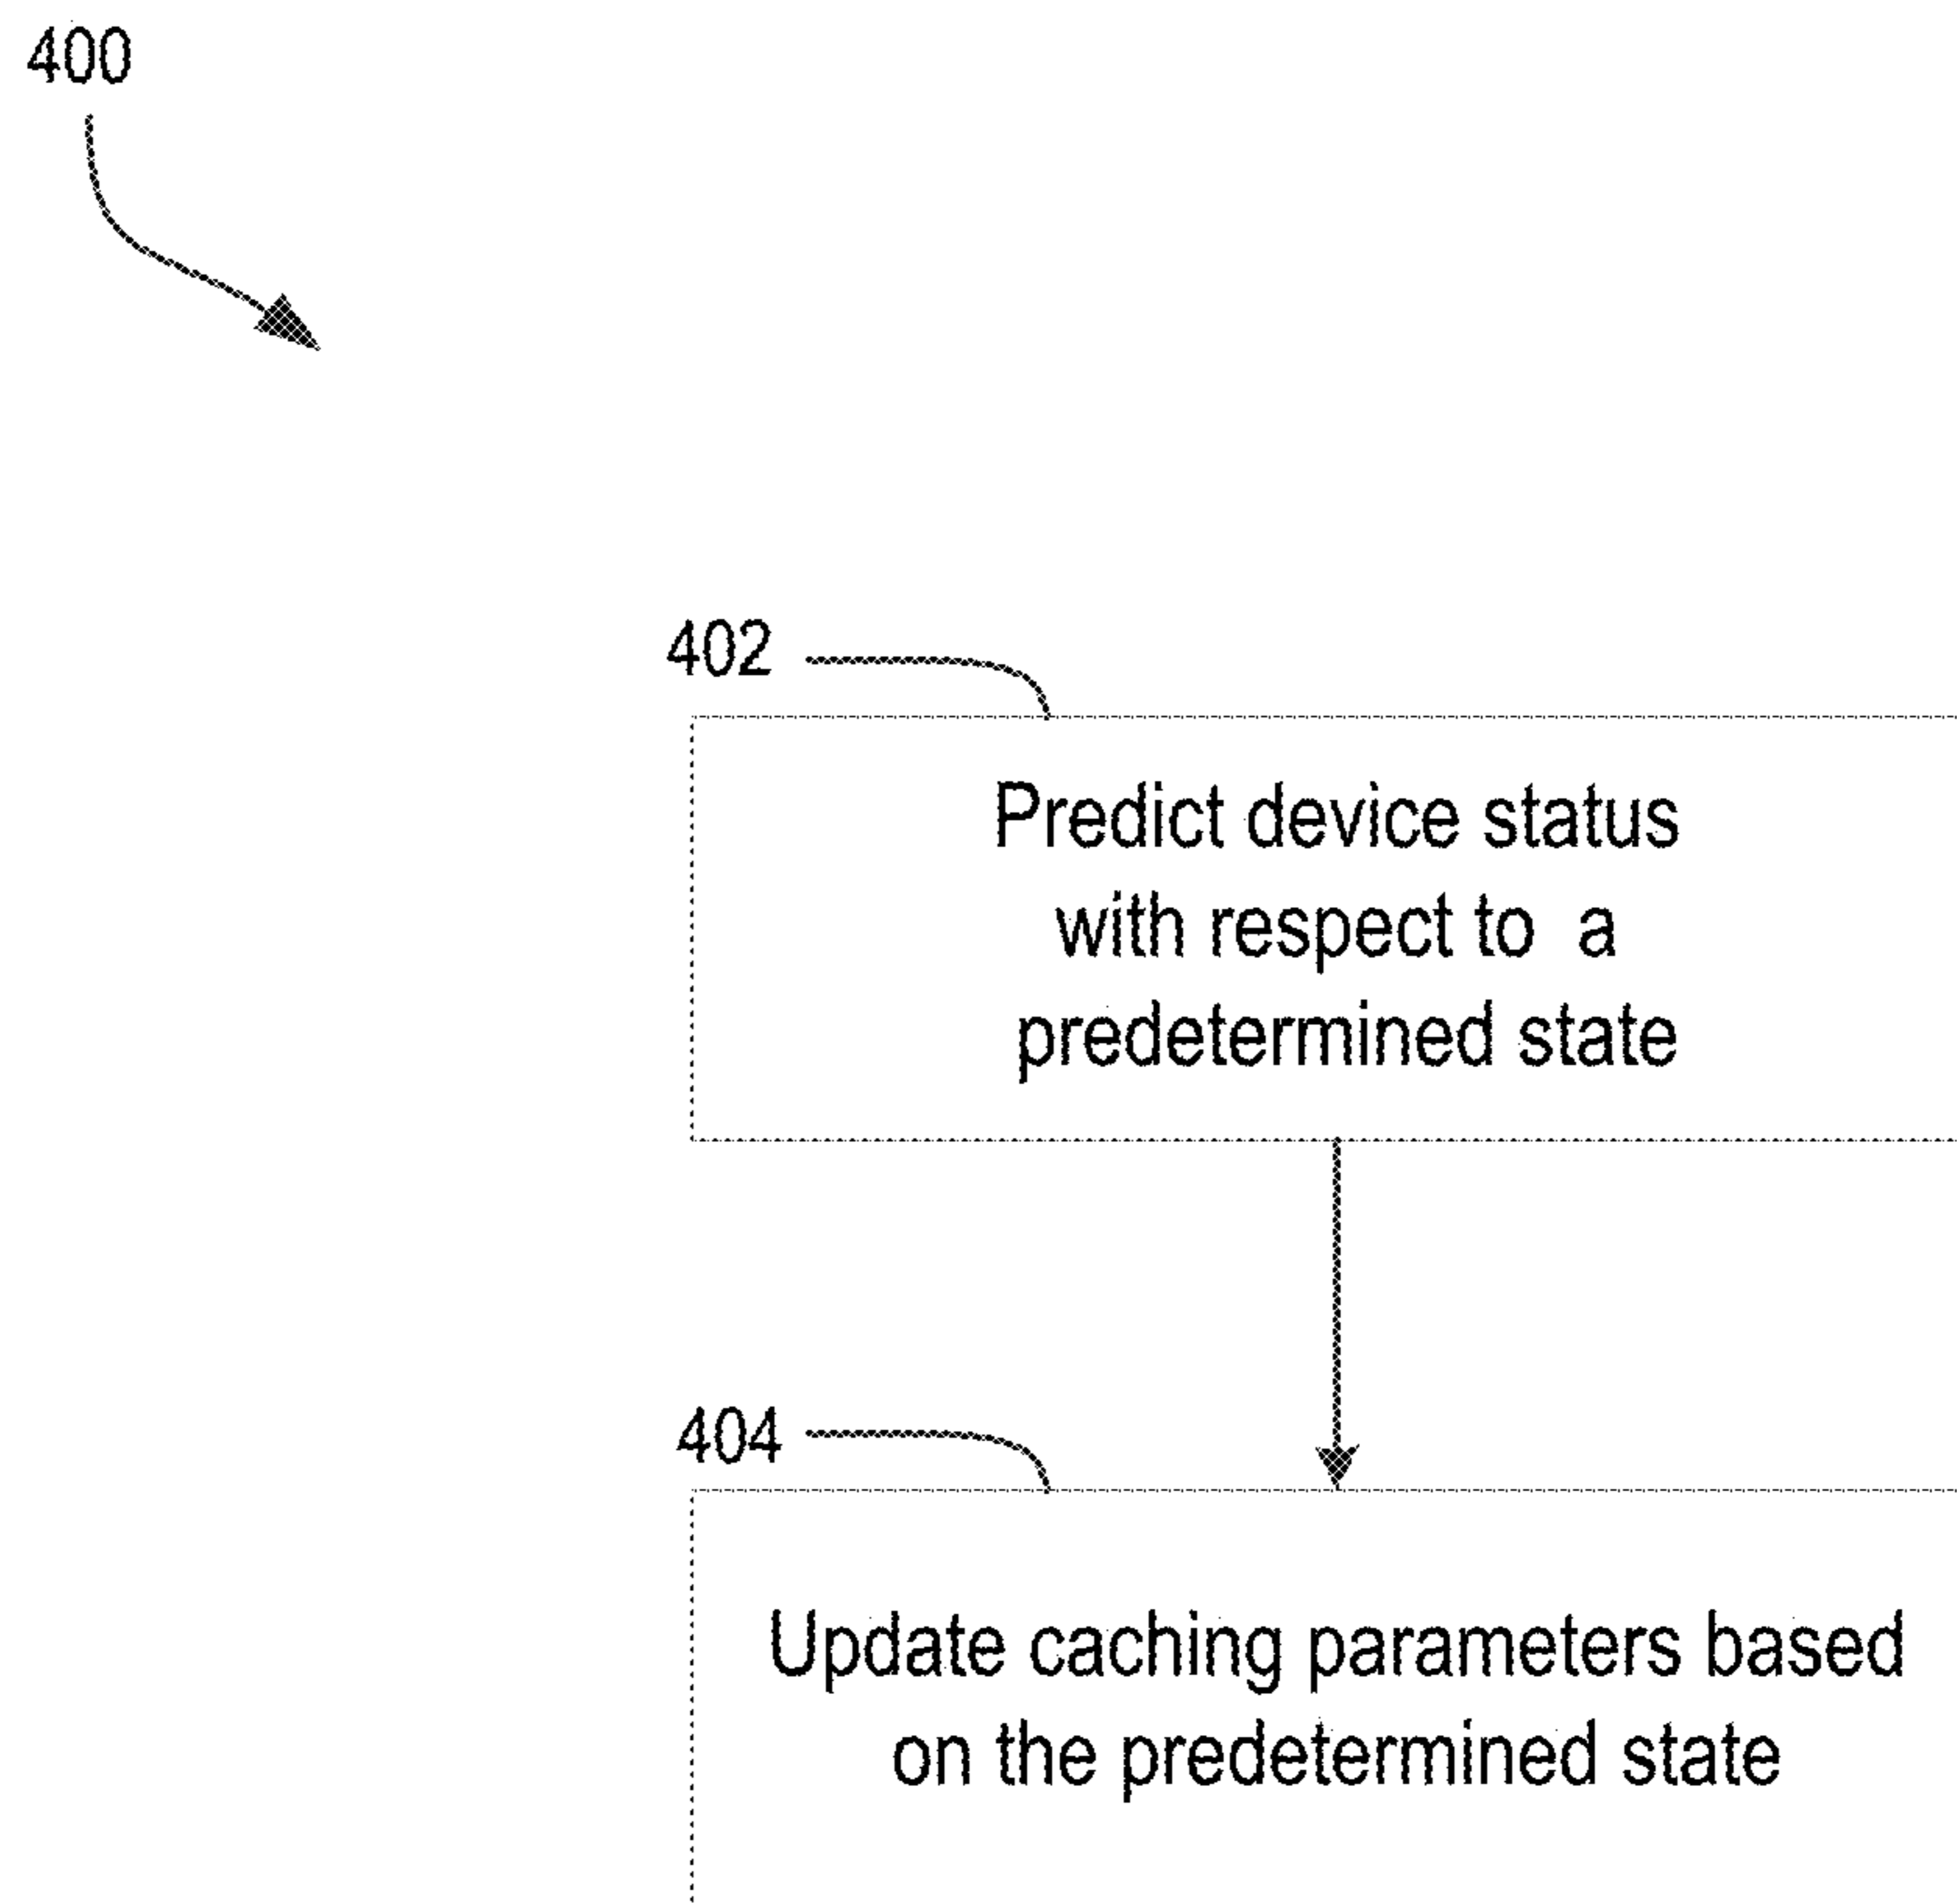 400
402
Predict device status
with respect to a
predetermined state
404
Update caching parameters based
on the predetermined state